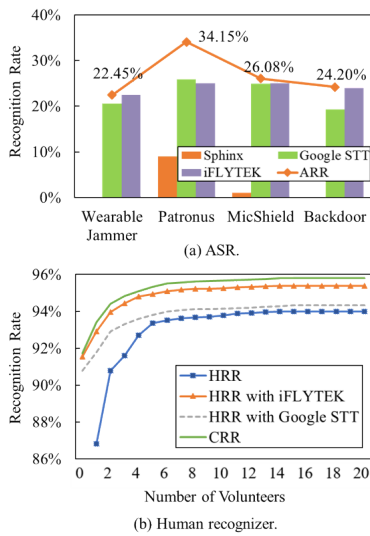 40%
34.15%
30%
22.45%
26.08%
24.20%
20%
10%
0%
Recognition Rate
Sphinx
Google STT
iFLYTEK
ARR
Wearable Jammer
Patronus
MicShield
Backdoor
(a) ASR.
96%
94%
92%
90%
88%
86%
Recognition Rate
HRR
HRR with iFLYTEK
HRR with Google STT
CRR
0 2 4 6 8 10 12 14 16 18 20
Number of Volunteers
(b) Human recognizer.